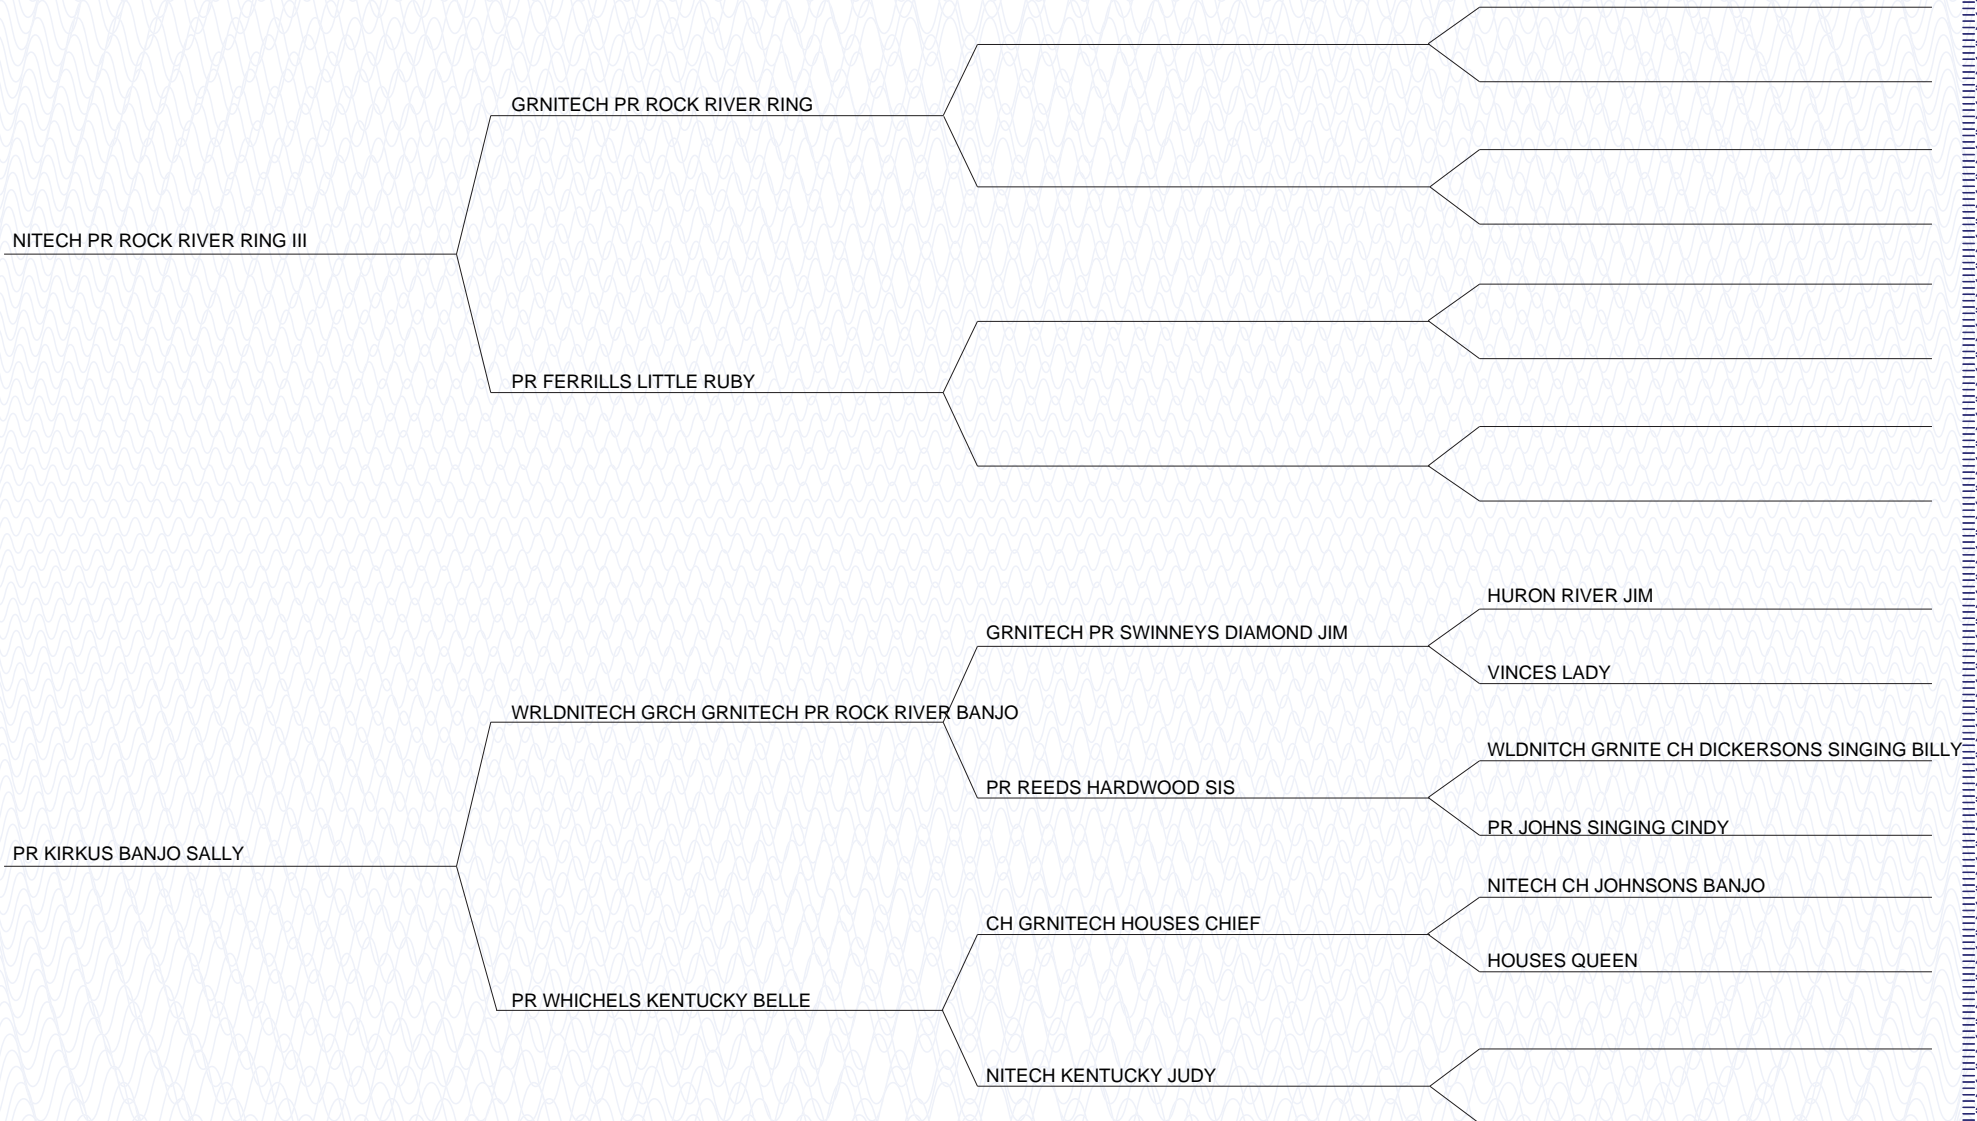 GRNITECH PR ROCK RIVER RING
NITECH PR ROCK RIVER RING III
PR FERRILLS LITTLE RUBY
HURON RIVER JIM
GRNITECH PR SWINNEYS DIAMOND JIM
VINCES LADY
WRLDNITECH GRCH GRNITECH PR ROCK RIVER BANJO
WLDNITCH GRNITE CH DICKERSONS SINGING BILLY
PR REEDS HARDWOOD SIS
PR JOHNS SINGING CINDY
PR KIRKUS BANJO SALLY
NITECH CH JOHNSONS BANJO
CH GRNITECH HOUSES CHIEF
HOUSES QUEEN
PR WHICHELS KENTUCKY BELLE
NITECH KENTUCKY JUDY